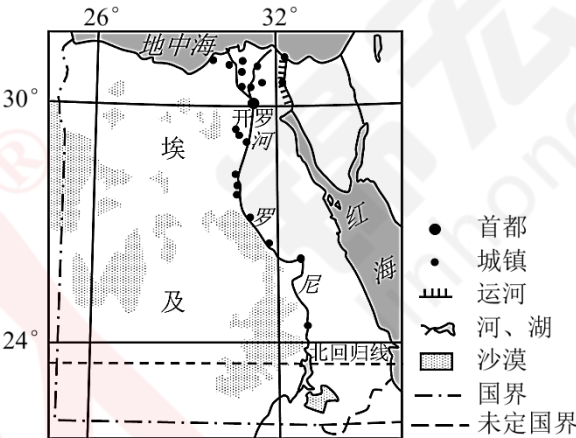 26° 32°
地中海
30°
开罗
埃 河
罗 红
海
及 尼
24°
北回归线
首都
城镇
运河
河、湖
沙漠
国界
未定国界
®